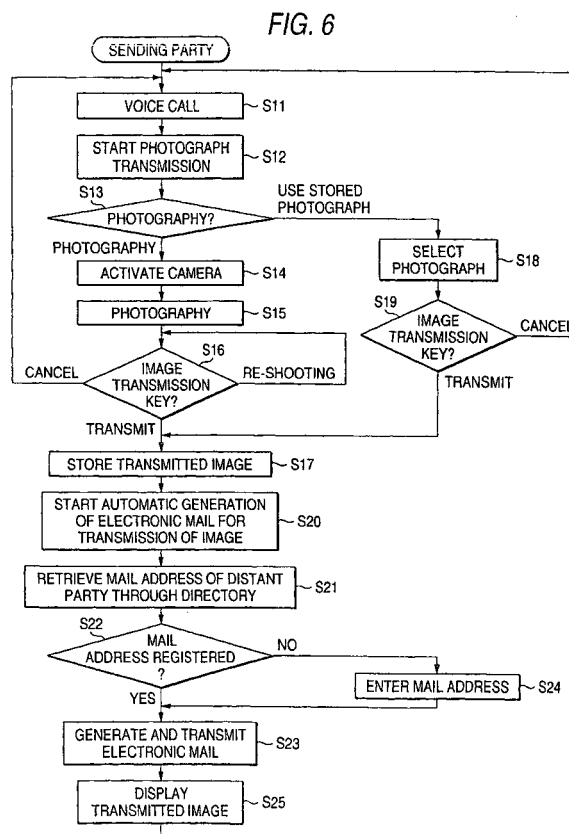 FIG. 6
SENDING PARTY
VOICE CALL
S11
START PHOTOGRAPH
TRANSMISSION
S12
S13
PHOTOGRAPHY?
USE STORED
PHOTOGRAPH
PHOTOGRAPHY
ACTIVATE CAMERA
S14
PHOTOGRAPHY
S15
SELECT
PHOTOGRAPH
S18
S16
IMAGE
TRANSMISSION
KEY?
CANCEL
RE-SHOOTING
TRANSMIT
S19
IMAGE
TRANSMISSION
KEY?
CANCEL
TRANSMIT
STORE TRANSMITTED IMAGE
S17
START AUTOMATIC GENERATION
OF ELECTRONIC MAIL FOR
TRANSMISSION OF IMAGE
S20
RETRIEVE MAIL ADDRESS OF DISTANT
PARTY THROUGH DIRECTORY
S21
S22
MAIL
ADDRESS REGISTERED
?
NO
YES
ENTER MAIL ADDRESS
S24
GENERATE AND TRANSMIT
ELECTRONIC MAIL
S23
DISPLAY
TRANSMITTED IMAGE
S25